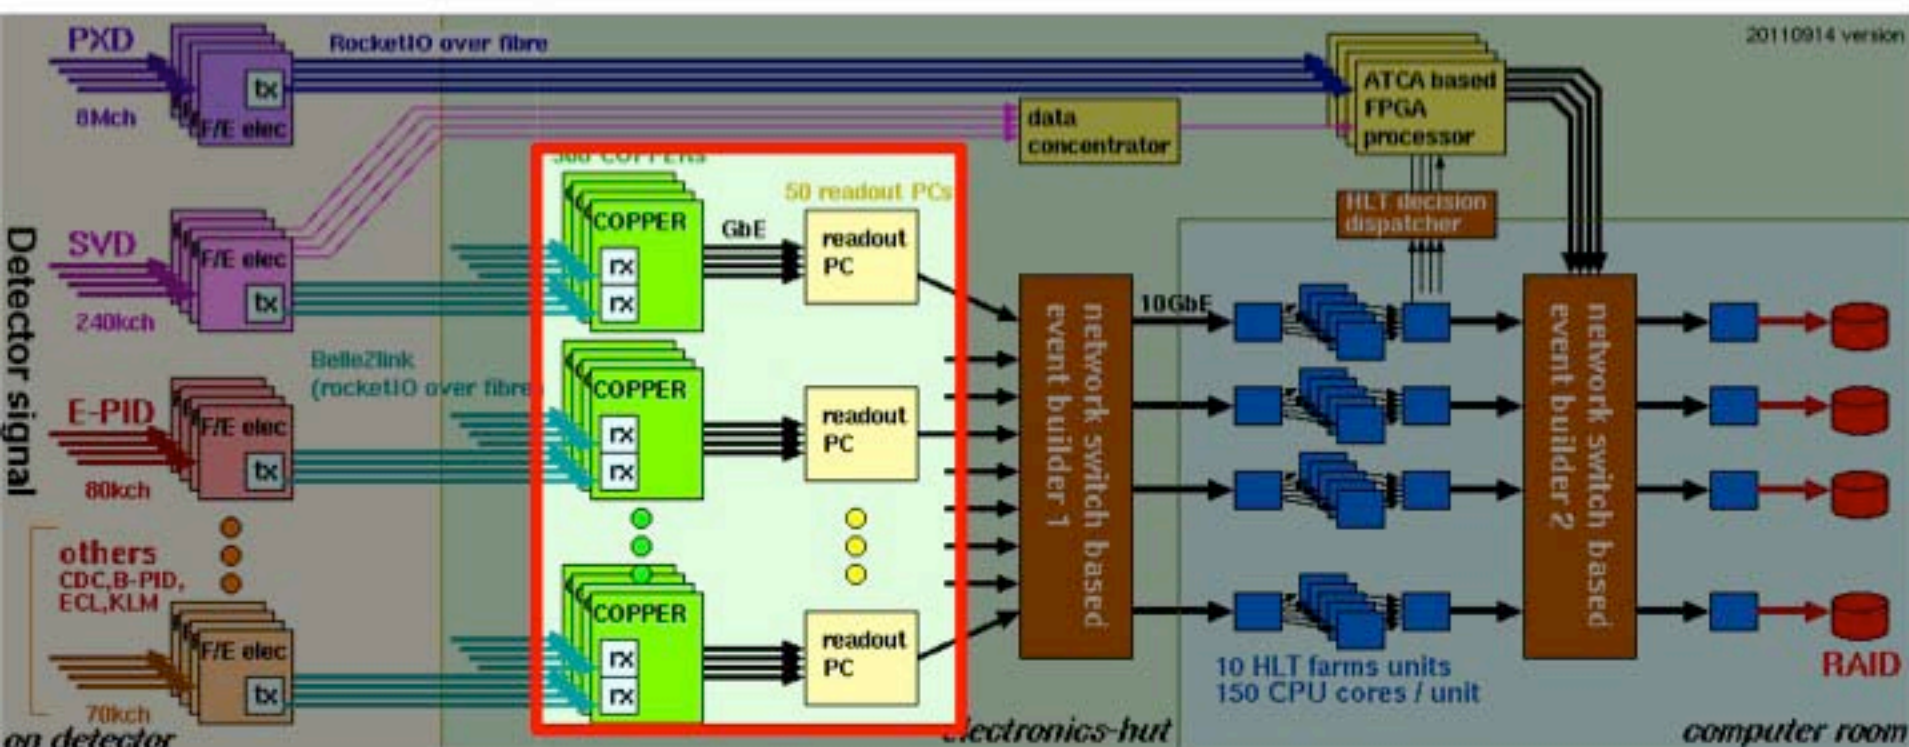 20110914 version
PXD
8Mch
F/E elec
tx
RocketIO over fibre
ATCA based
FPGA
processor
data
concentrator
HLT decision
dispatcher
Detector signal
SVD
240kch
F/E elec
tx
COPPERs
50 readout PCs
COPPER
rx
rx
GbE
readout
PC
Belle2link
(rocketIO over fibre
E-PID
80kch
F/E elec
tx
COPPER
rx
rx
readout
PC
others
CDC,B-PID,
ECL,KLM
70kch
F/E elec
tx
COPPER
rx
rx
readout
PC
network switch based
event builder 1
10GbE
network switch based
event builder 2
10 HLT farms units
150 CPU cores / unit
RAID
on detector
electronics-hut
computer room